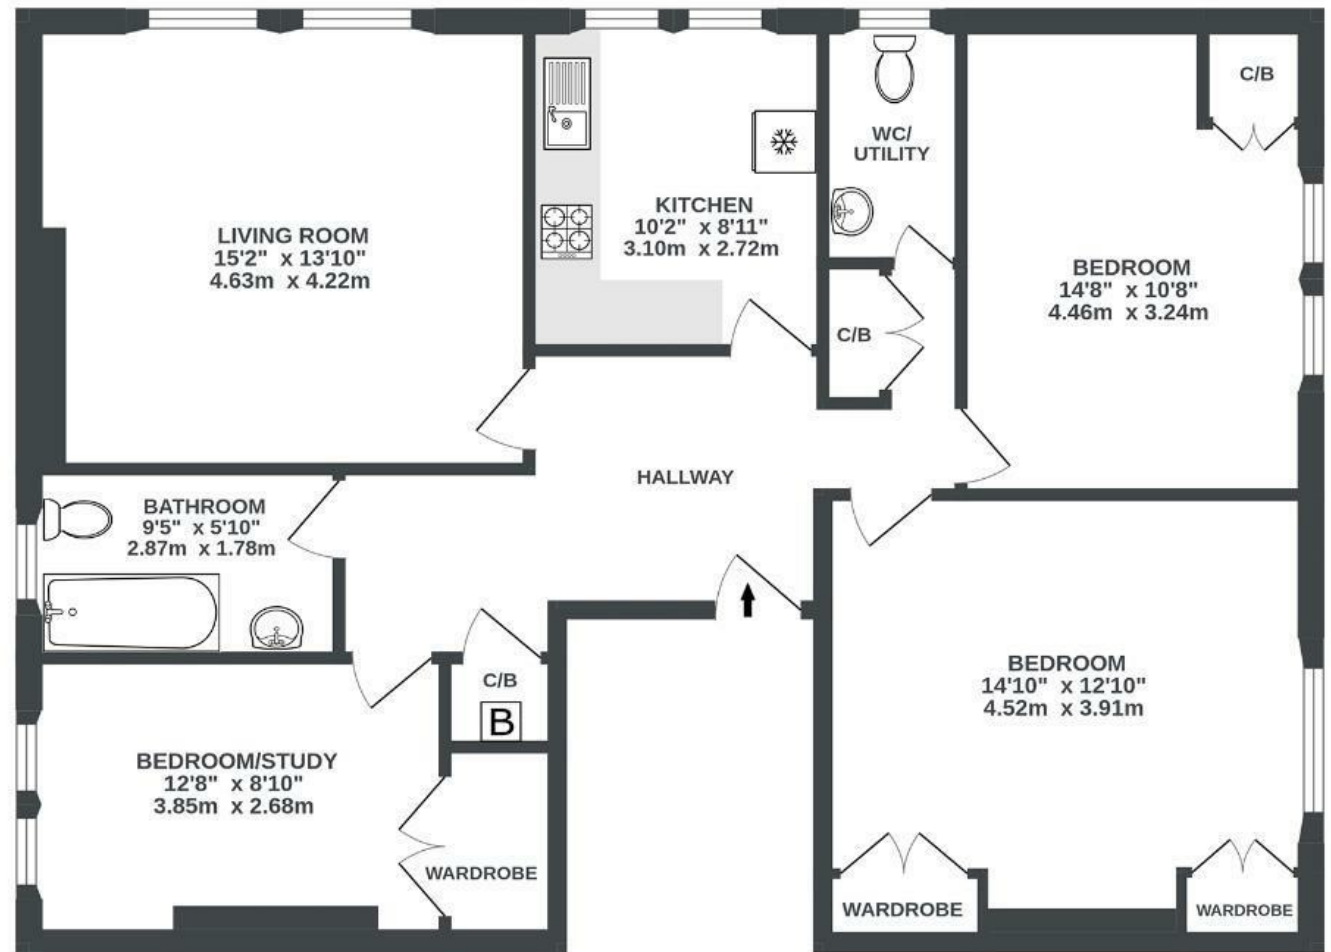 LIVING ROOM
15'2" x 13'10"
4.63m x 4.22m
KITCHEN
10'2" x 8'11"
3.10m x 2.72m
WC/
UTILITY
C/B
C/B
BEDROOM
14'8" x 10'8"
4.46m x 3.24m
HALLWAY
BATHROOM
9'5" x 5'10"
2.87m x 1.78m
C/B
B
BEDROOM/STUDY
12'8" x 8'10"
3.85m x 2.68m
WARDROBE
BEDROOM
14'10" x 12'10"
4.52m x 3.91m
WARDROBE
WARDROBE